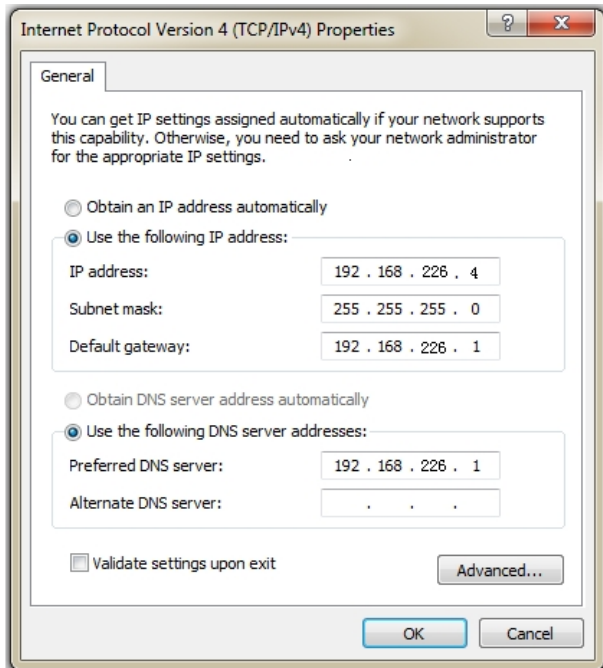 Internet Protocol Version 4 (TCP/IPv4) Properties
General
You can get IP settings assigned automatically if your network supports
this capability. Otherwise, you need to ask your network administrator
for the appropriate IP settings.
Obtain an IP address automatically
Use the following IP address:
IP address: 192 . 168 . 226 . 4
Subnet mask: 255 . 255 . 255 . 0
Default gateway: 192 . 168 . 226 . 1
Obtain DNS server address automatically
Use the following DNS server addresses:
Preferred DNS server: 192 . 168 . 226 . 1
Alternate DNS server: . . .
Validate settings upon exit
Advanced...
OK Cancel